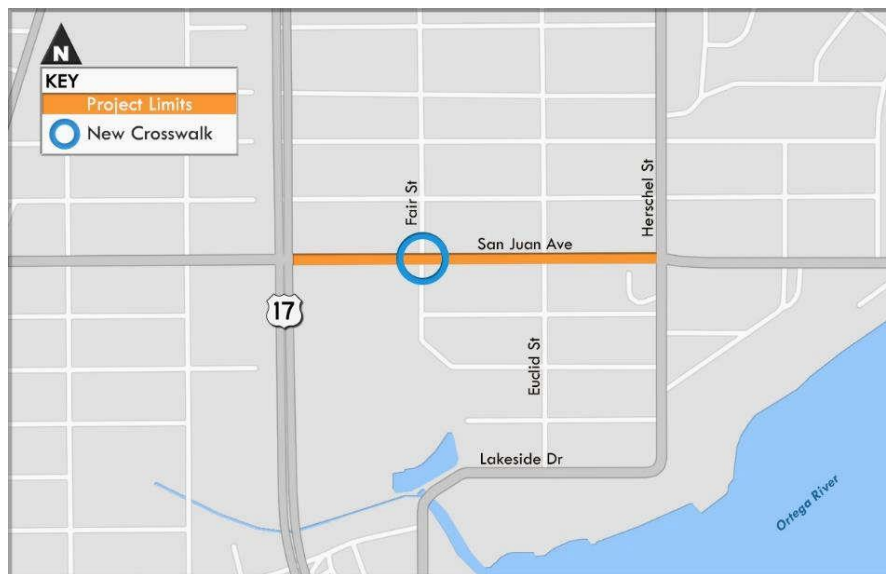 N
KEY
Project Limits
New Crosswalk
Fair St
Herschel St
San Juan Ave
17
Euclid St
Lakeside Dr
Ortega River